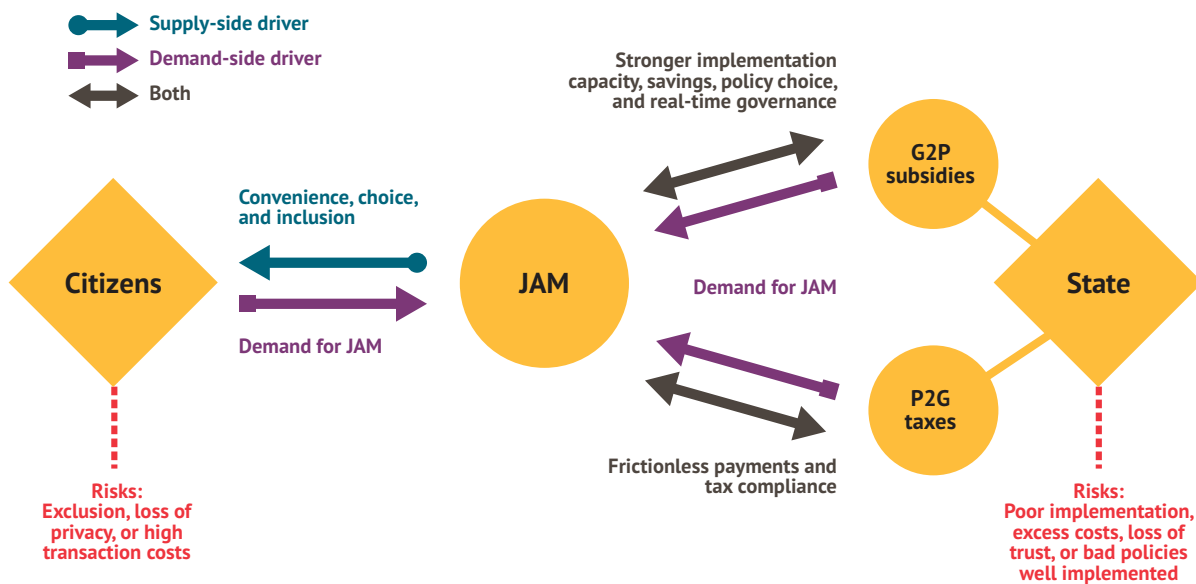 Supply-side driver
Demand-side driver
Both
Stronger implementation
capacity, savings, policy choice,
and real-time governance
G2P
subsidies
Convenience, choice,
and inclusion
Citizens
JAM
Demand for JAM
State
Demand for JAM
P2G
taxes
Frictionless payments and
tax compliance
Risks:
Exclusion, loss of
privacy, or high
transaction costs
Risks:
Poor implementation,
excess costs, loss of
trust, or bad policies
well implemented